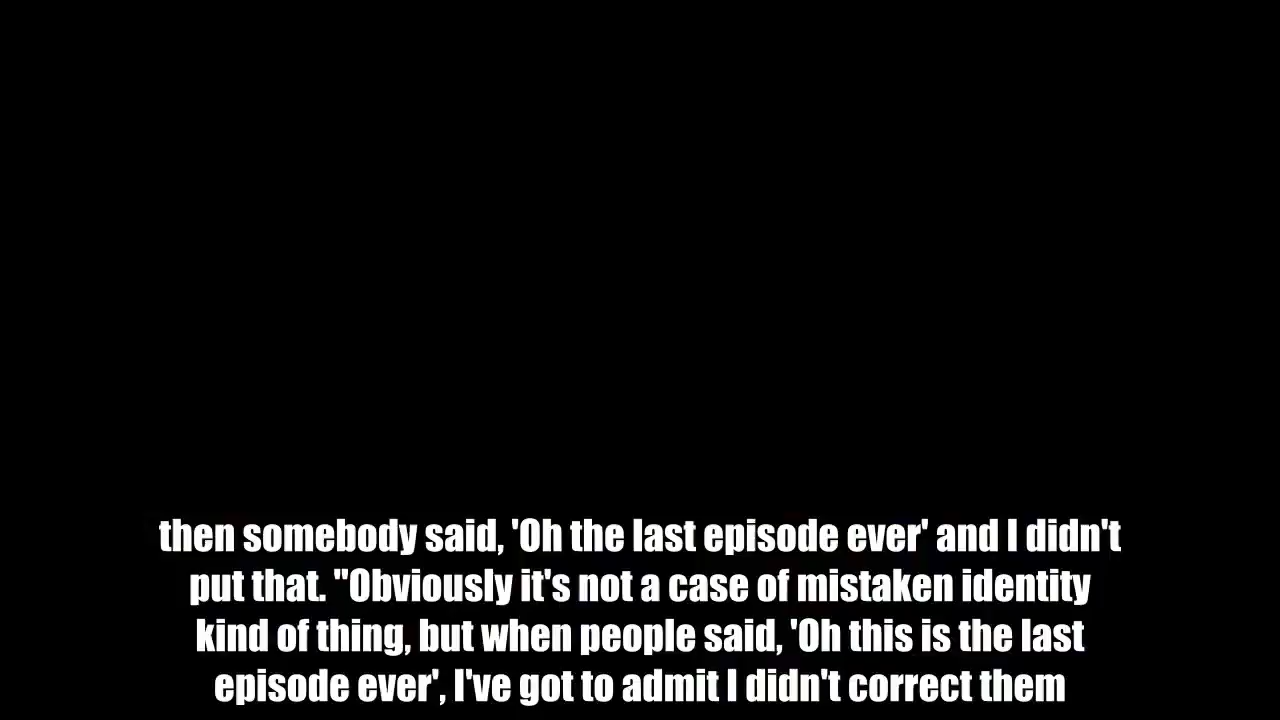 then somebody said, 'Oh the last episode ever' and I didn't
put that. "Obviously it's not a case of mistaken identity
kind of thing, but when people said, 'Oh this is the last
episode ever', I've got to admit I didn't correct them